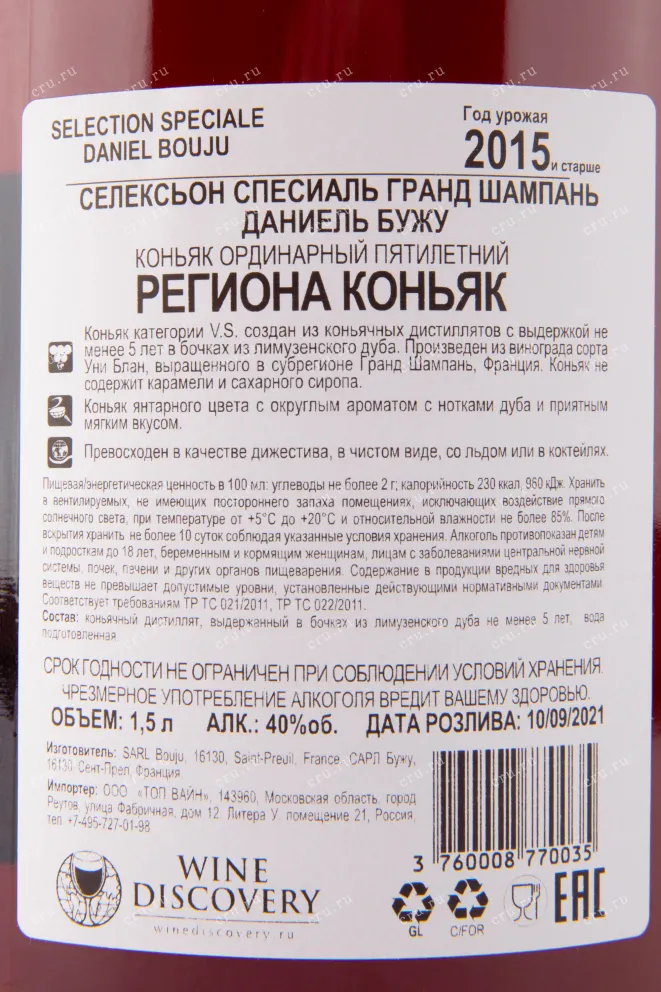 SELECTION SPECIALE
DANIEL BOUJU
Год урожая
2015 и старше
СЕЛЕКСЬОН СПЕСИАЛЬ ГРАНД ШАМПАНЬ
ДАНИЕЛЬ БУЖУ
КОНЬЯК ОРДИНАРНЫЙ ПЯТИЛЕТНИЙ
РЕГИОНА КОНЬЯК
Коньяк категории V.S. создан из коньячных дистиллятов с выдержкой не
менее 5 лет в бочках из лимузенского дуба. Произведен из винограда сорта
Уни Блан, выращенного в субрегионе Гранд Шампань, Франция. Коньяк не
содержит карамели и сахарного сиропа.
Коньяк янтарного цвета с округлым ароматом с нотками дуба и приятным
мягким вкусом.
Превосходен в качестве дижестива, в чистом виде, со льдом или в коктейлях.
Пищевая/энергетическая ценность в 100 мл: углеводы не более 2 г; калорийность 230 ккал, 960 кДж. Хранить
в вентилируемых, не имеющих постороннего запаха помещениях, исключающих воздействие прямого
солнечного света, при температуре от +5°С до +20°С и относительной влажности не более 85%. После
вскрытия хранить не более 10 суток соблюдая указанные условия хранения. Алкоголь противопоказан детям
и подросткам до 18 лет, беременным и кормящим женщинам, лицам с заболеваниями центральной нервной
системы, почек, печени и других органов пищеварения. Содержание в продукции вредных для здоровья
веществ не превышает допустимые уровни, установленные действующими нормативными документами.
Соответствует требованиям ТР ТС 021/2011, ТР ТС 022/2011.
Состав: коньячный дистиллят, выдержанный в бочках из лимузенского дуба не менее 5 лет, вода
подготовленная
СРОК ГОДНОСТИ НЕ ОГРАНИЧЕН ПРИ СОБЛЮДЕНИИ УСЛОВИЙ ХРАНЕНИЯ.
ЧРЕЗМЕРНОЕ УПОТРЕБЛЕНИЕ АЛКОГОЛЯ ВРЕДИТ ВАШЕМУ ЗДОРОВЬЮ.
ОБЪЕМ: 1,5 л АЛК.: 40%об. ДАТА РОЗЛИВА: 10/09/2021
Изготовитель: SARL Bouju, 16130, Saint-Preuil, France, САРЛ Бужу,
16130, Сент-Прел, Франция
Импортер: ООО «ТОП ВАЙН», 143960, Московская область, город
Реутов, улица Фабричная, дом 12, Литера У, помещение 21, Россия,
тел. +7-495-727-01-98
3 760008 770035
WINE
DISCOVERY
winediscovery.ru
GL
C/FOR
EAC